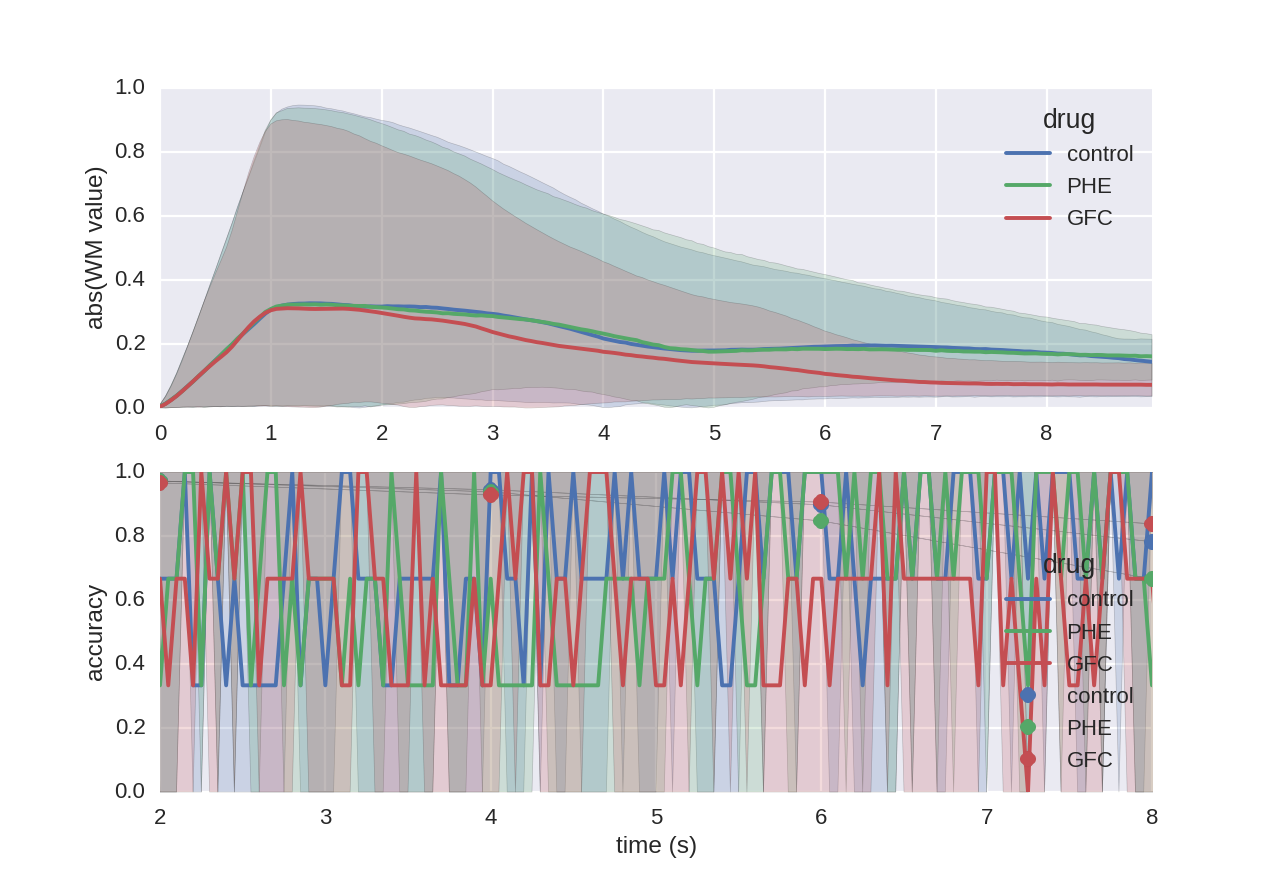 1.0
0.8
0.6
0.4
0.2
0.0
abs(WM value)
drug
control
PHE
GFC
0 1 2 3 4 5 6 7 8
1.0
0.8
0.6
0.4
0.2
0.0
accuracy
drug
control
PHE
GFC
control
PHE
GFC
2 3 4 5 6 7 8
time (s)